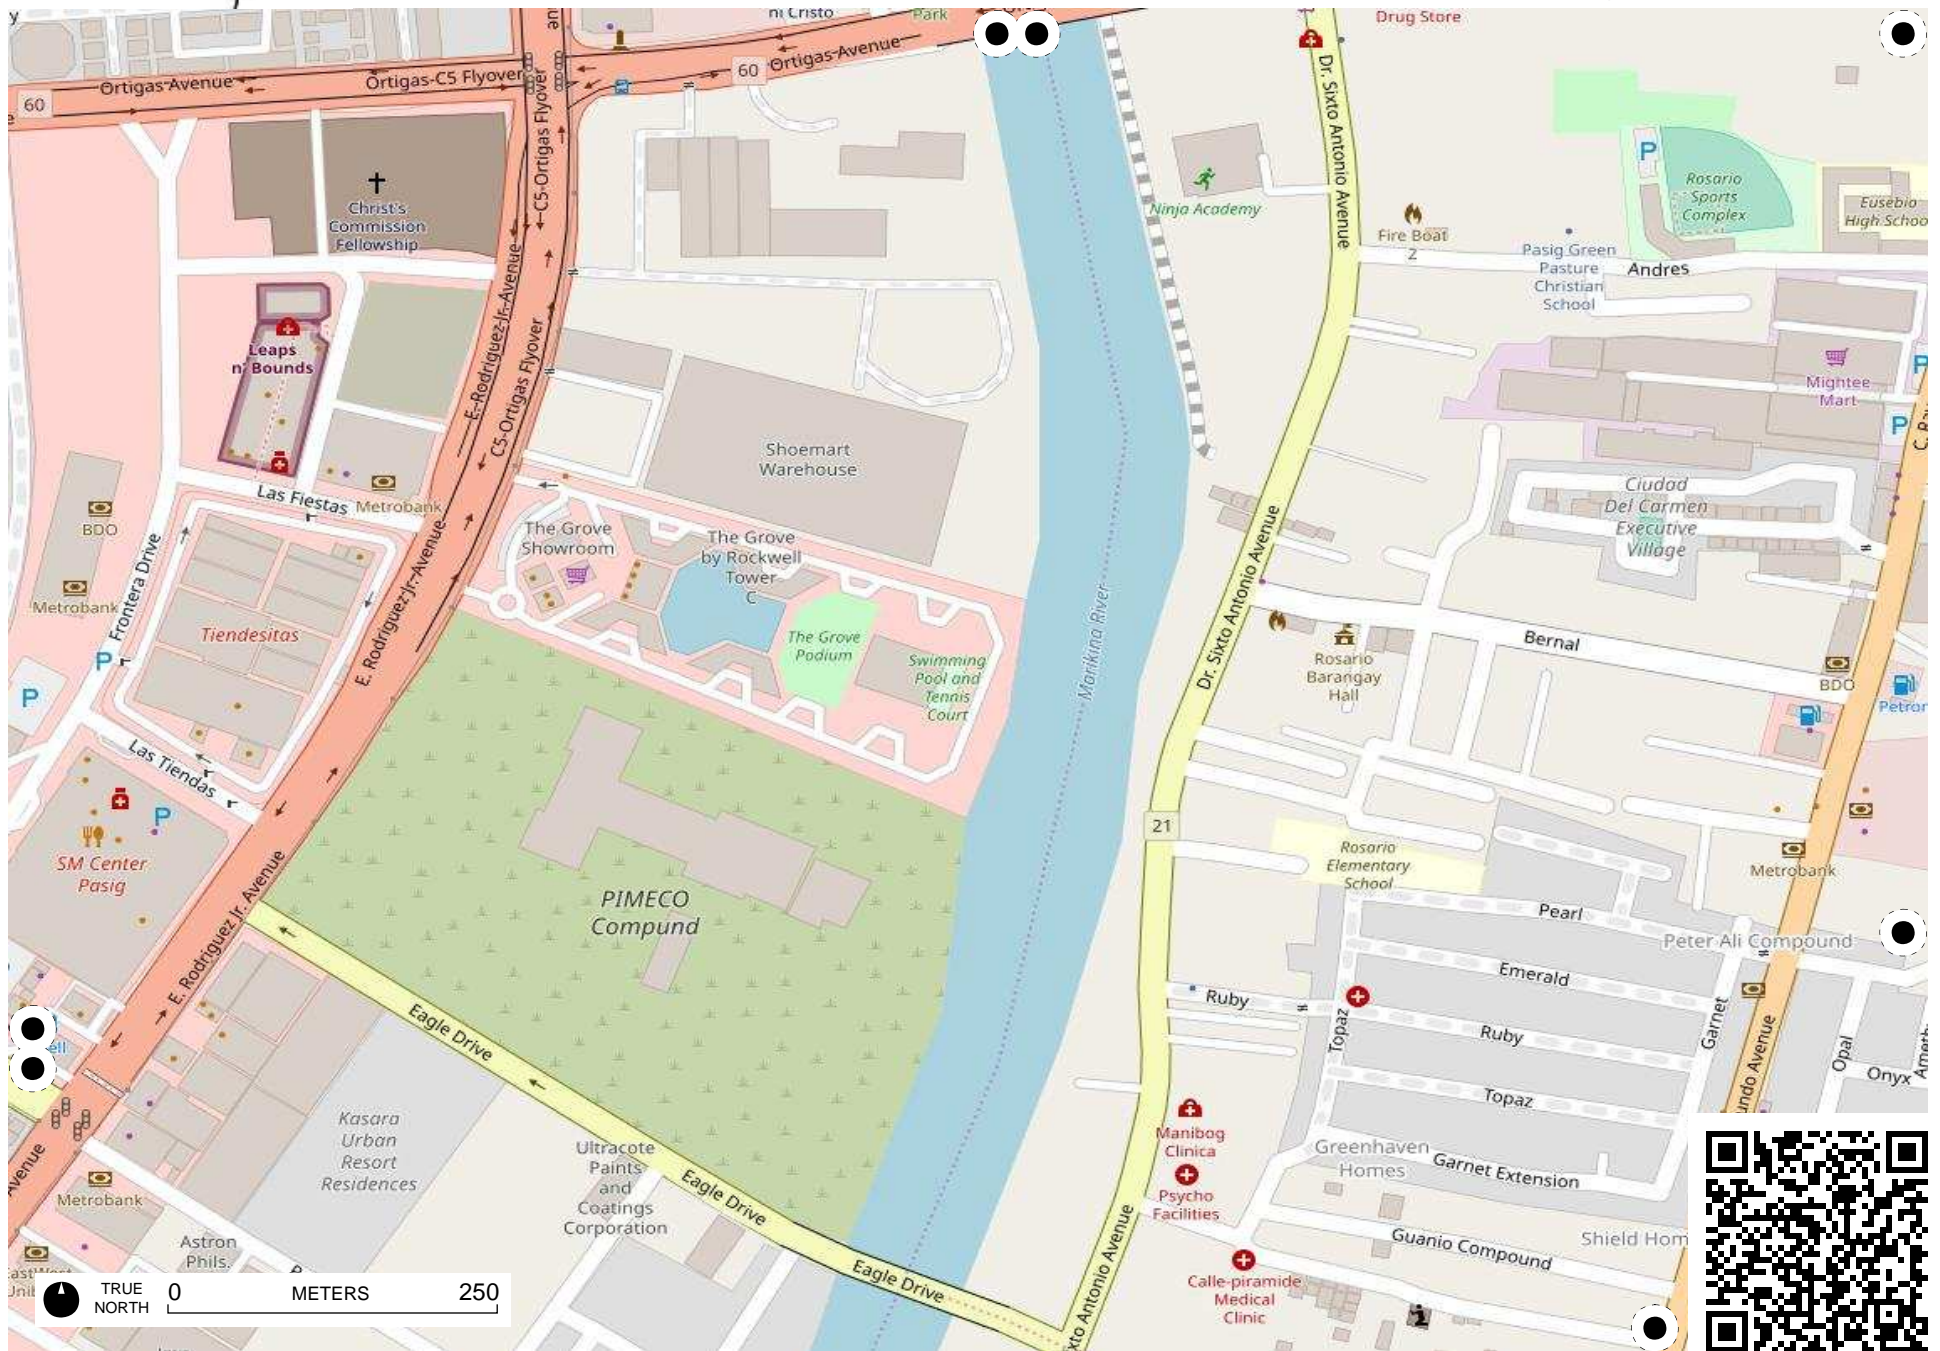 ni Cristo
Park
Drug Store
Ortigas Avenue
Ortigas-C5 Flyover
60
Ortigas Avenue
60
C5-Ortigas Flyover
Dr. Sixto Antonio Avenue
P
Rosario
Sports
Complex
Eusebio
High Schoo
Christ's
Commission
Fellowship
Ninja Academy
Fire Boat
2
Pasig Green
Pasture
Christian
School
Andres
E. Rodriguez Jr. Avenue
C5-Ortigas Flyover
Leaps
n' Bounds
Mightee
Mart
P
P
Shoemart
Warehouse
Las Fiestas
Metrobank
BDO
Ciudad
Del Carmen
Executive
Village
The Grove
Showroom
The Grove
by Rockwell
Tower
C
Frontera Drive
Metrobank
E. Rodriguez Jr. Avenue
Marikina River
Dr. Sixto Antonio Avenue
Tiendesitas
The Grove
Podium
Swimming
Pool and
Tennis
Court
Bernal
Rosario
Barangay
Hall
BDO
Petron
P
P
Las Tiendas
P
SM Center
Pasig
21
Rosario
Elementary
School
Metrobank
PIMECO
Compund
E. Rodriguez Jr. Avenue
Pearl
Peter Ali Compound
Emerald
Ruby
Ruby
Topaz
Garnet
Opal
Onyx
Ameth
undo Avenue
Eagle Drive
Topaz
Kasara
Urban
Resort
Residences
Ultracote
Paints
and
Coatings
Corporation
Manibog
Clinica
Psycho
Facilities
Greenhaven
Homes
Garnet Extension
Avenue
Metrobank
Eagle Drive
Guanio Compound
Shield Hom
Astron
Phils.
Eagle Drive
Calle-piramide
Medical
Clinic
xto Antonio Avenue
TRUE
NORTH
0 METERS 250